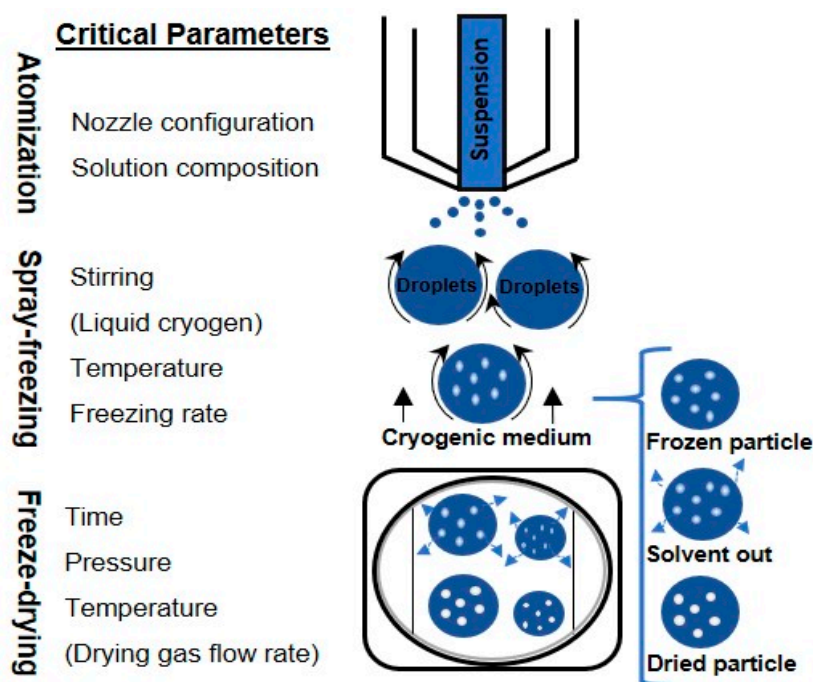 Critical Parameters
Atomization
Nozzle configuration
Solution composition
Suspension
Spray-freezing
Stirring
(Liquid cryogen)
Temperature
Freezing rate
Droplets
Droplets
Cryogenic medium
Frozen particle
Solvent out
Dried particle
Freeze-drying
Time
Pressure
Temperature
(Drying gas flow rate)